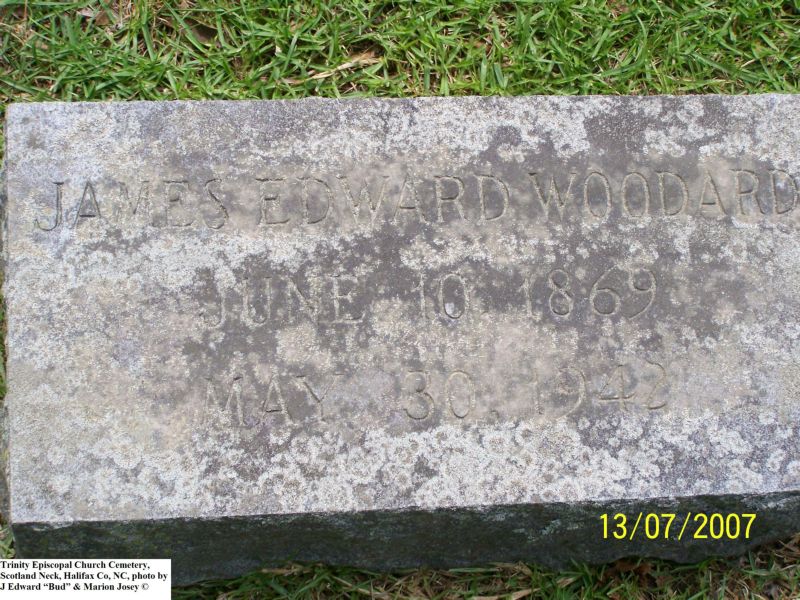 JAMES EDWARD WOODARD
JUNE 10, 1869
MAY 30, 1942
13/07/2007
Trinity Episcopal Church Cemetery,
Scotland Neck, Halifax Co, NC, photo by
J Edward “Bud” & Marion Josey ©